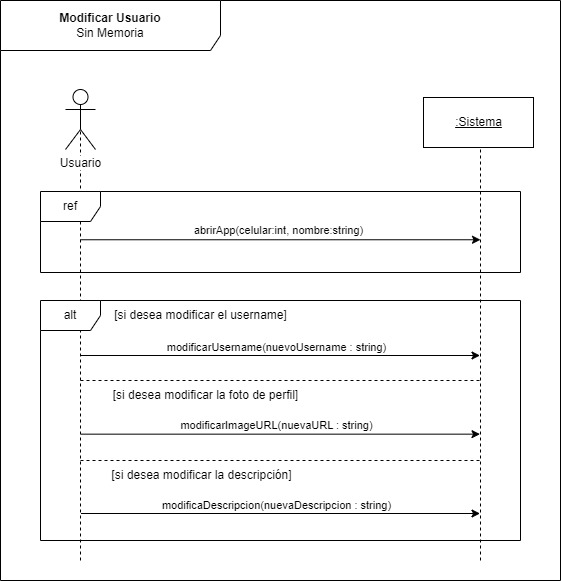 Modificar Usuario
Sin Memoria
Usuario
:Sistema
ref
abrirApp(celular:int, nombre:string)
alt
[si desea modificar el username]
modificarUsername(nuevoUsername : string)
[si desea modificar la foto de perfil]
modificarImageURL(nuevaURL : string)
[si desea modificar la descripción]
modificaDescripcion(nuevaDescripcion : string)